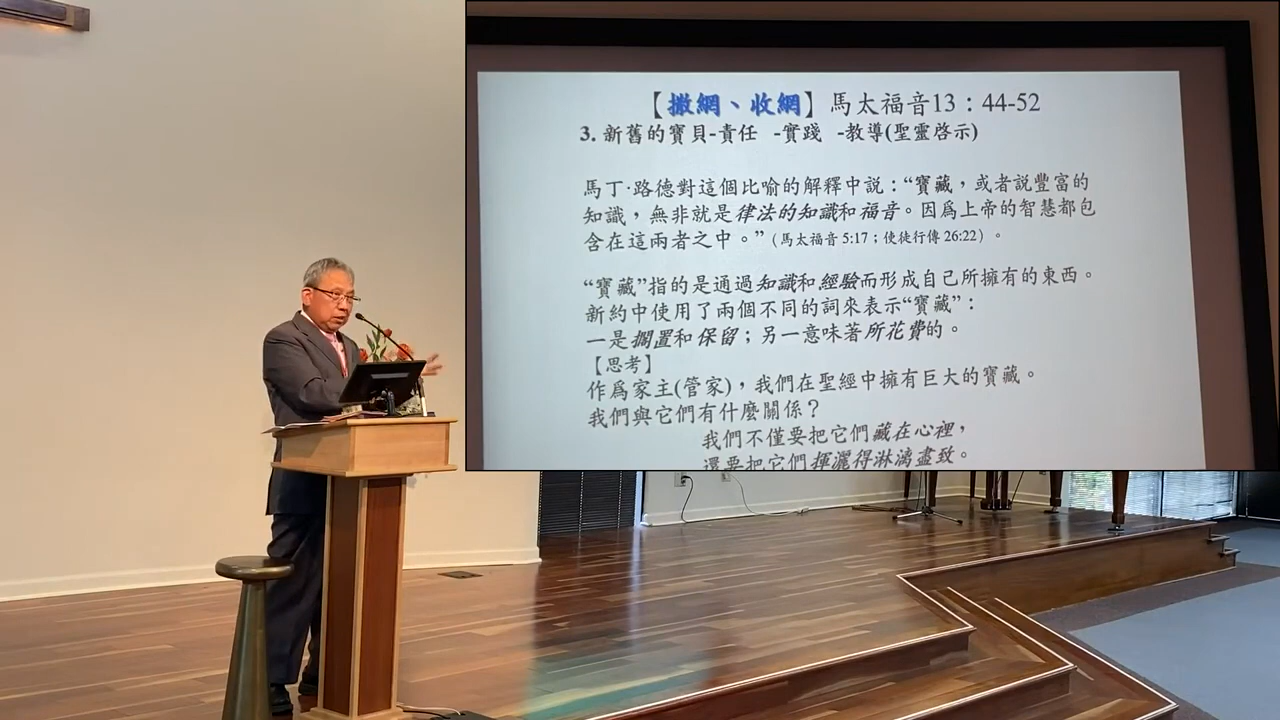 【撒網、收網】馬太福音13：44-52
3. 新舊的寶貝-責任 -實踐 -教導(聖靈啓示)
馬丁·路德對這個比喻的解釋中説：“寶藏，或者説豐富的
知識，無非就是律法的知識和福音。因爲上帝的智慧都包
含在這兩者之中。”（馬太福音 5:17；使徒行傳 26:22）。
“寶藏”指的是通過知識和經驗而形成自己所擁有的東西。
新約中使用了兩個不同的詞來表示“寶藏”：
一是擱置和保留；另一意味著所花費的。
【思考】
作爲家主(管家)，我們在聖經中擁有巨大的寶藏。
我們與它們有什麼關係？
我們不僅要把它們藏在心裡，
還要把它們揮灑得淋漓盡致。